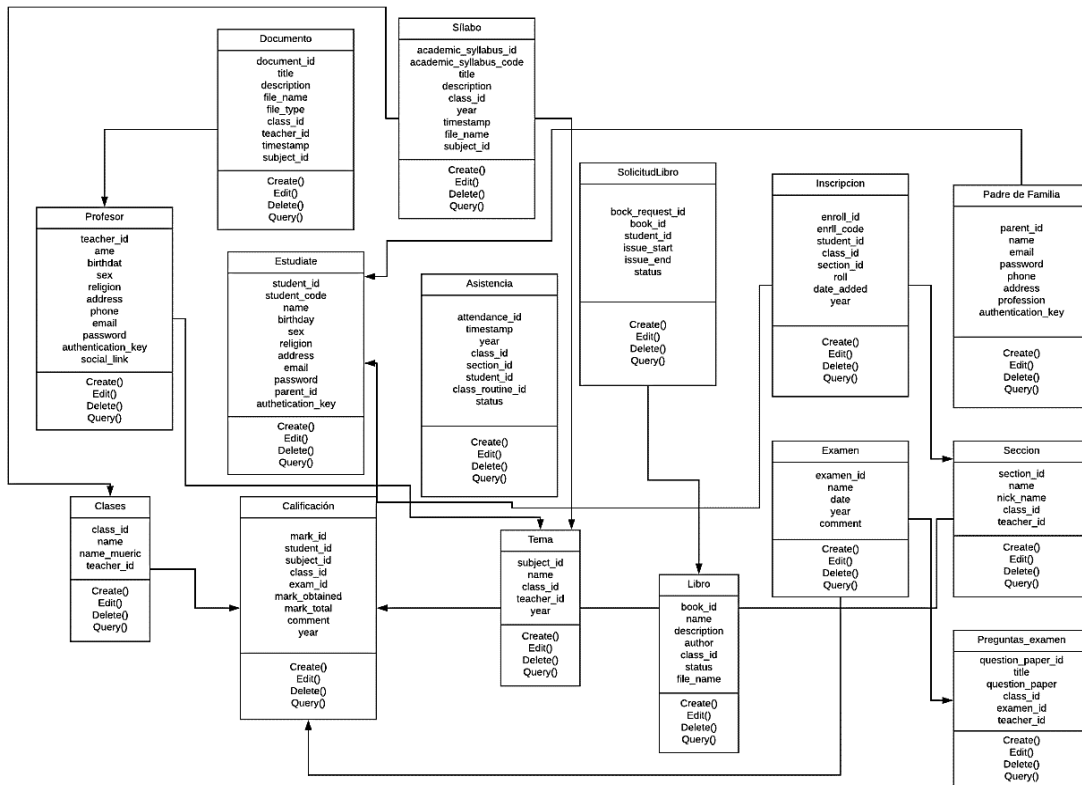 Documento
document_id
title
description
file_name
file_type
class_id
teacher_id
timestamp
subject_id
Create()
Edit()
Delete()
Query()
Sílabo
academic_syllabus_id
academic_syllabus_code
title
description
class_id
year
timestamp
file_name
subject_id
Create()
Edit()
Delete()
Query()
SolicitudLibro
bock_request_id
book_id
student_id
issue_start
issue_end
status
Create()
Edit()
Delete()
Query()
Inscripcion
enroll_id
enrll_code
student_id
class_id
section_id
roll
date_added
year
Create()
Edit()
Delete()
Query()
Padre de Familia
parent_id
name
email
password
phone
address
profession
authentication_key
Create()
Edit()
Delete()
Query()
Profesor
teacher_id
ame
birthdat
sex
religion
address
phone
email
password
authentication_key
social_link
Create()
Edit()
Delete()
Query()
Estudiate
student_id
student_code
name
birthday
sex
religion
address
email
password
parent_id
authetication_key
Create()
Edit()
Delete()
Query()
Asistencia
attendance_id
timestamp
year
class_id
section_id
student_id
class_routine_id
status
Create()
Edit()
Delete()
Query()
Examen
examen_id
name
date
year
comment
Create()
Edit()
Delete()
Query()
Seccion
section_id
name
nick_name
class_id
teacher_id
Create()
Edit()
Delete()
Query()
Clases
class_id
name
name_mueric
teacher_id
Create()
Edit()
Delete()
Query()
Calificación
mark_id
student_id
subject_id
class_id
exam_id
mark_obtained
mark_total
comment
year
Create()
Edit()
Delete()
Query()
Tema
subject_id
name
class_id
teacher_id
year
Create()
Edit()
Delete()
Query()
Libro
book_id
name
description
author
class_id
status
file_name
Create()
Edit()
Delete()
Query()
Preguntas_examen
question_paper_id
title
question_paper
class_id
examen_id
teacher_id
Create()
Edit()
Delete()
Query()